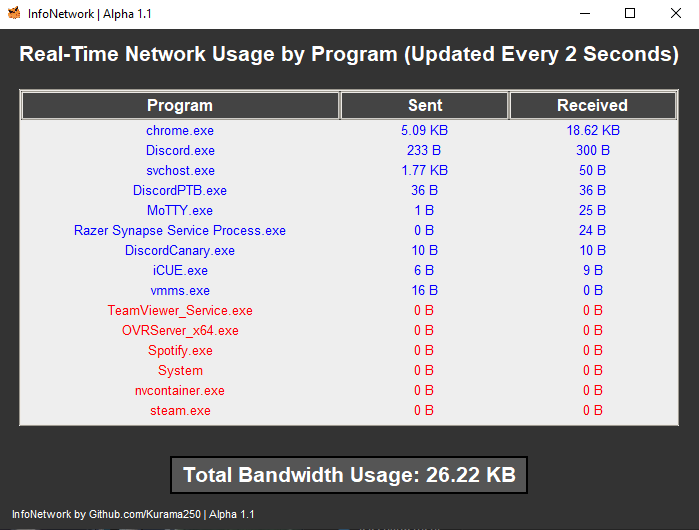 InfoNetwork | Alpha 1.1
Real-Time Network Usage by Program (Updated Every 2 Seconds)
Program Sent Received
chrome.exe 5.09 KB 18.62 KB
Discord.exe 233 B 300 B
svchost.exe 1.77 KB 50 B
DiscordPTB.exe 36 B 36 B
MoTTY.exe 1 B 25 B
Razer Synapse Service Process.exe 0 B 24 B
DiscordCanary.exe 10 B 10 B
iCUE.exe 6 B 9 B
vmms.exe 16 B 0 B
TeamViewer_Service.exe 0 B 0 B
OVRServer_x64.exe 0 B 0 B
Spotify.exe 0 B 0 B
System 0 B 0 B
nvcontainer.exe 0 B 0 B
steam.exe 0 B 0 B
Total Bandwidth Usage: 26.22 KB
InfoNetwork by Github.com/Kurama250 | Alpha 1.1